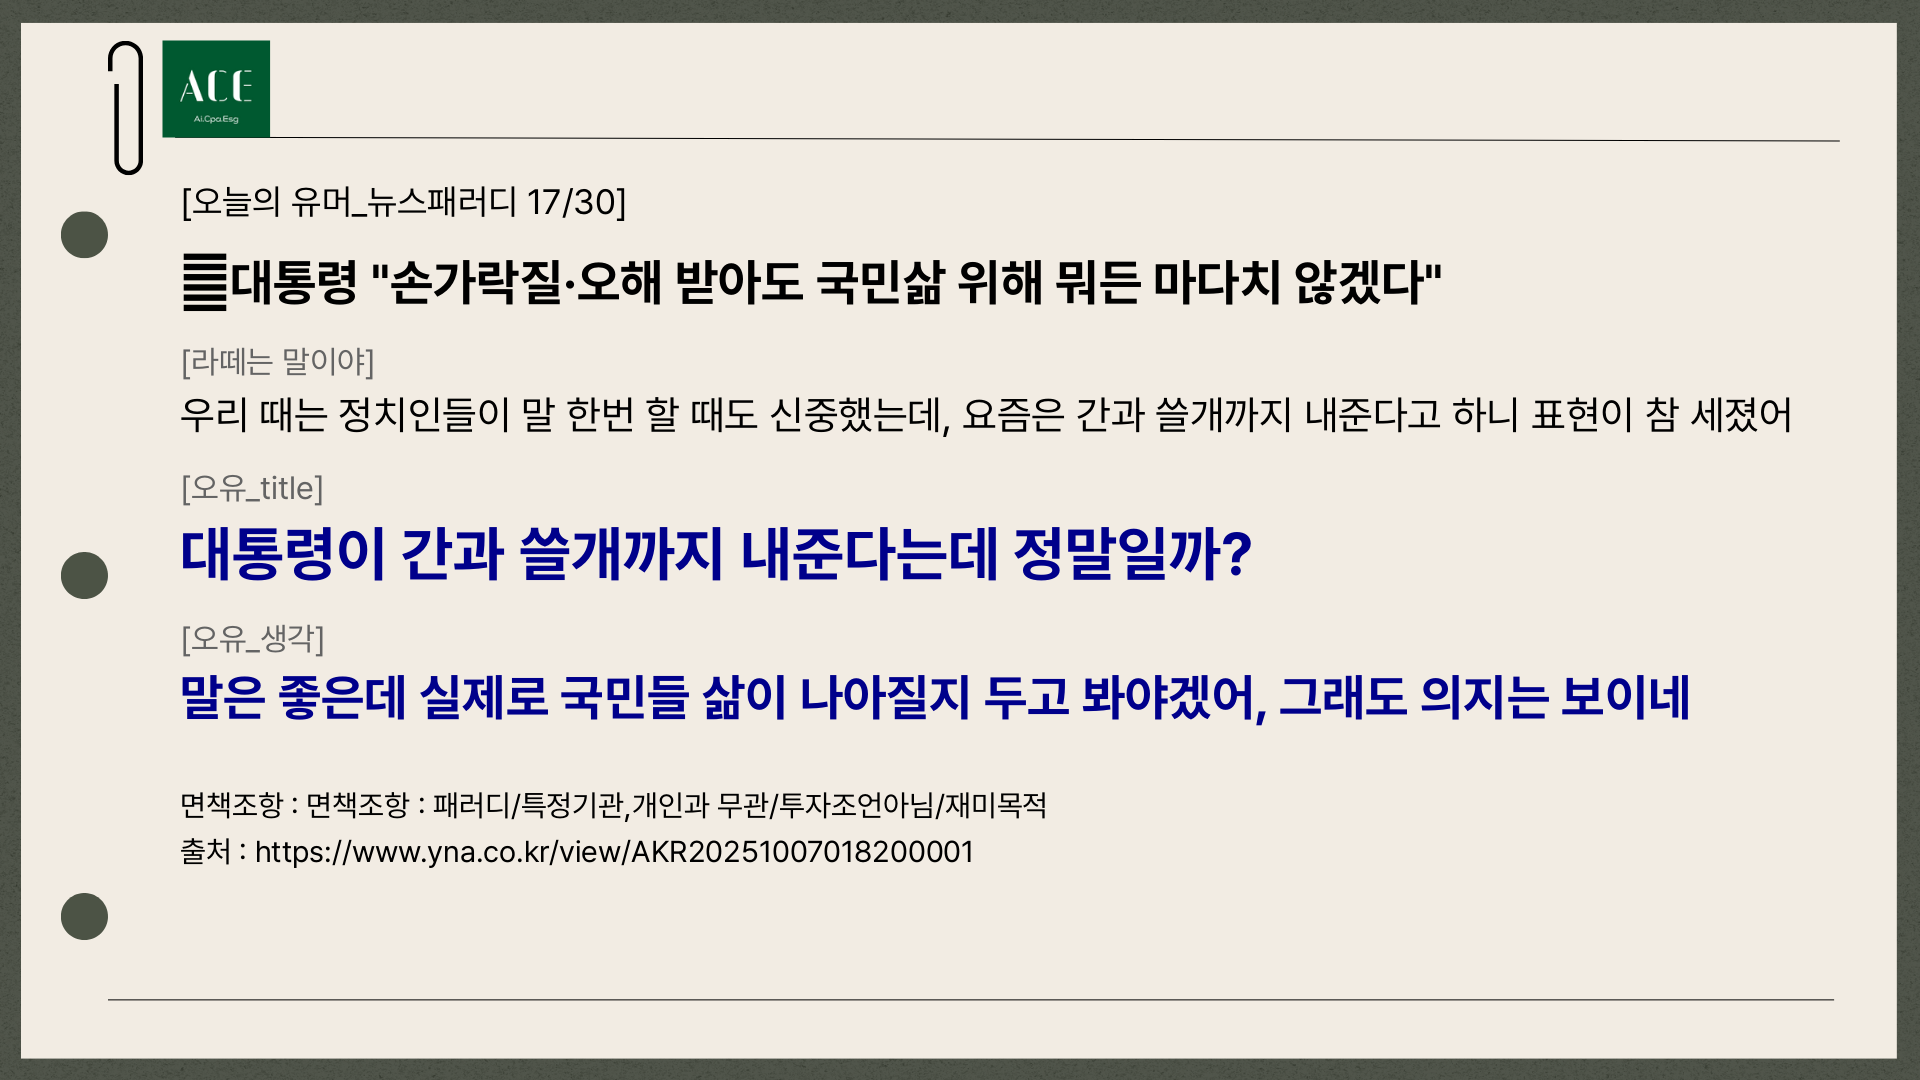 ACE
Ai.Cpa.Esg
[오늘의 유머_뉴스패러디 17/30]
대통령 "손가락질·오해 받아도 국민삶 위해 뭐든 마다치 않겠다"
[라떼는 말이야]
우리 때는 정치인들이 말 한번 할 때도 신중했는데, 요즘은 간과 쓸개까지 내준다고 하니 표현이 참 세졌어
[오유_title]
대통령이 간과 쓸개까지 내준다는데 정말일까?
[오유_생각]
말은 좋은데 실제로 국민들 삶이 나아질지 두고 봐야겠어, 그래도 의지는 보이네
면책조항 : 면책조항 : 패러디/특정기관,개인과 무관/투자조언아님/재미목적
출처 : https://www.yna.co.kr/view/AKR20251007018200001